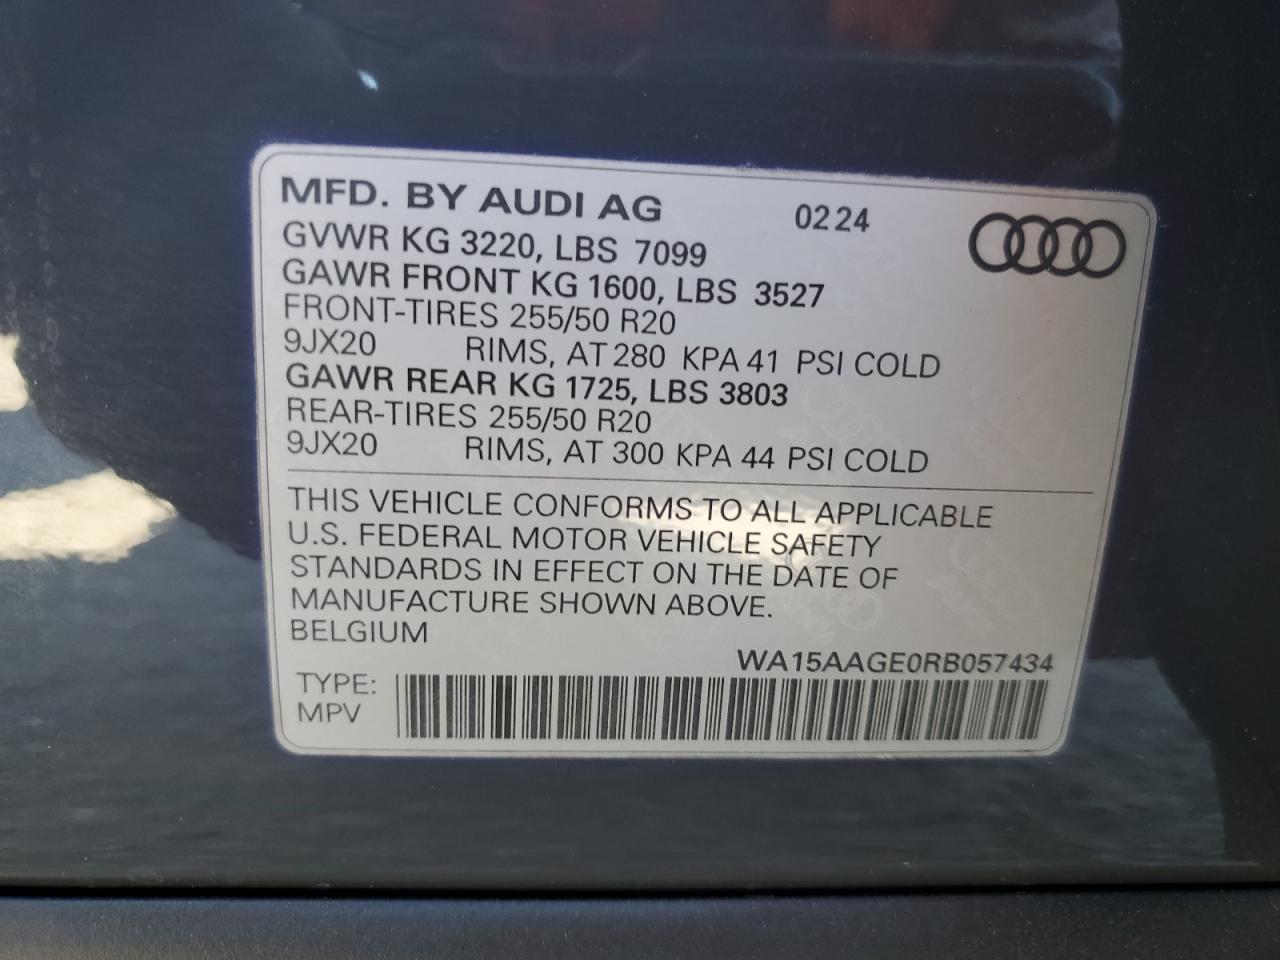 MFD. BY AUDI AG 0224
GVWR KG 3220, LBS 7099
GAWR FRONT KG 1600, LBS 3527
FRONT-TIRES 255/50 R20
9JX20 RIMS, AT 280 KPA 41 PSI COLD
GAWR REAR KG 1725, LBS 3803
REAR-TIRES 255/50 R20
9JX20 RIMS, AT 300 KPA 44 PSI COLD
THIS VEHICLE CONFORMS TO ALL APPLICABLE
U.S. FEDERAL MOTOR VEHICLE SAFETY
STANDARDS IN EFFECT ON THE DATE OF
MANUFACTURE SHOWN ABOVE.
BELGIUM
WA15AAGE0RB057434
TYPE:
MPV